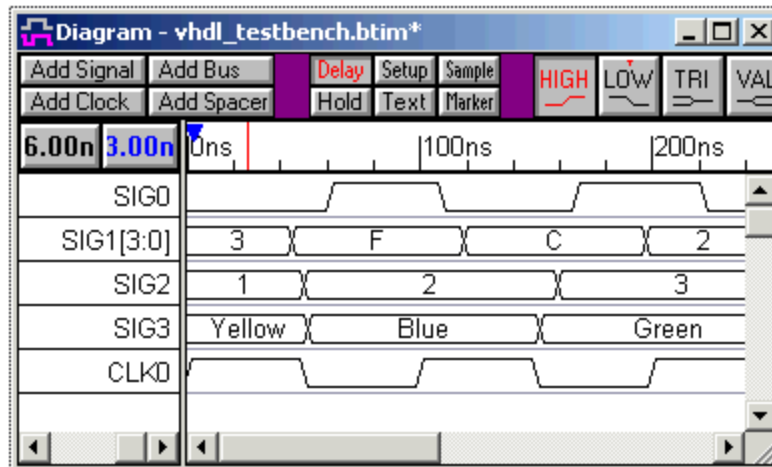 Diagram - vhdl_testbench.btim*
Add Signal Add Bus Delay Setup Sample HIGH LOW TRI VAL
Add Clock Add Spacer Hold Text Marker
6.00n 3.00n 0ns 100ns 200ns
SIG0
SIG1[3:0] 3 F C 2
SIG2 1 2 3
SIG3 Yellow Blue Green
CLK0